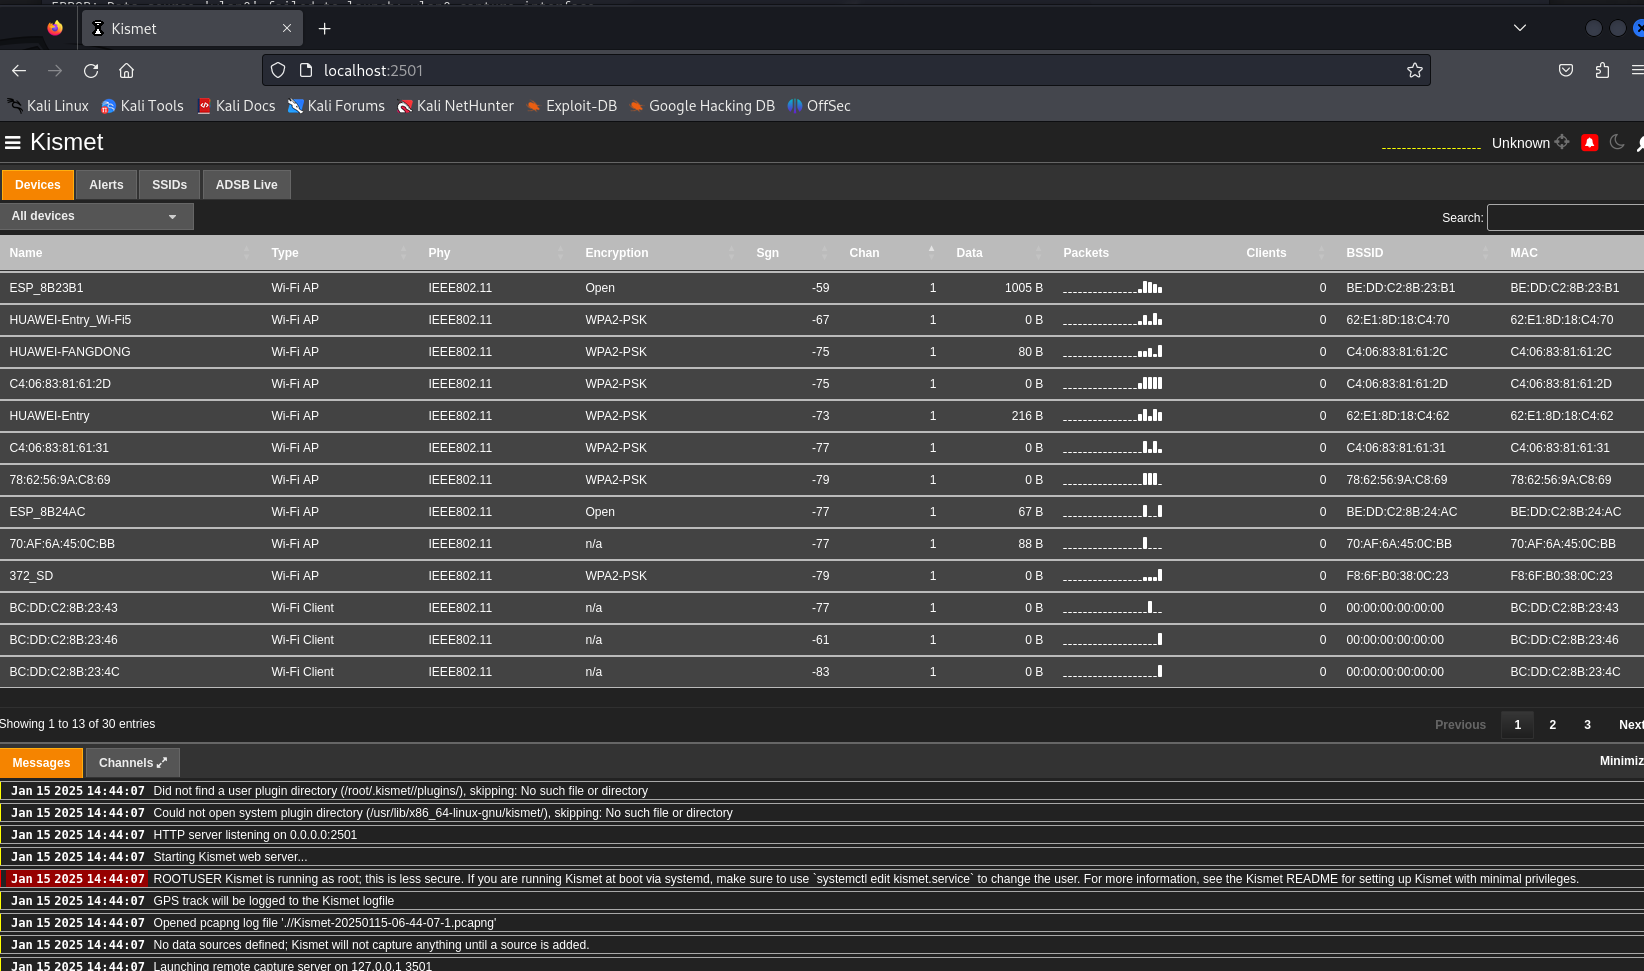 Kismet
localhost:2501
Kali Linux Kali Tools Kali Docs Kali Forums Kali NetHunter Exploit-DB Google Hacking DB OffSec
Kismet Unknown
Devices Alerts SSIDs ADSB Live
All devices Search:
Name Type Phy Encryption Sgn Chan Data Packets Clients BSSID MAC
ESP_8B23B1 Wi-Fi AP IEEE802.11 Open -59 1 1005 B 0 BE:DD:C2:8B:23:B1 BE:DD:C2:8B:23:B1
HUAWEI-Entry_Wi-Fi5 Wi-Fi AP IEEE802.11 WPA2-PSK -67 1 0 B 0 62:E1:8D:18:C4:70 62:E1:8D:18:C4:70
HUAWEI-FANGDONG Wi-Fi AP IEEE802.11 WPA2-PSK -75 1 80 B 0 C4:06:83:81:61:2C C4:06:83:81:61:2C
C4:06:83:81:61:2D Wi-Fi AP IEEE802.11 WPA2-PSK -75 1 0 B 0 C4:06:83:81:61:2D C4:06:83:81:61:2D
HUAWEI-Entry Wi-Fi AP IEEE802.11 WPA2-PSK -73 1 216 B 0 62:E1:8D:18:C4:62 62:E1:8D:18:C4:62
C4:06:83:81:61:31 Wi-Fi AP IEEE802.11 WPA2-PSK -77 1 0 B 0 C4:06:83:81:61:31 C4:06:83:81:61:31
78:62:56:9A:C8:69 Wi-Fi AP IEEE802.11 WPA2-PSK -79 1 0 B 0 78:62:56:9A:C8:69 78:62:56:9A:C8:69
ESP_8B24AC Wi-Fi AP IEEE802.11 Open -77 1 67 B 0 BE:DD:C2:8B:24:AC BE:DD:C2:8B:24:AC
70:AF:6A:45:0C:BB Wi-Fi AP IEEE802.11 n/a -77 1 88 B 0 70:AF:6A:45:0C:BB 70:AF:6A:45:0C:BB
372_SD Wi-Fi AP IEEE802.11 WPA2-PSK -79 1 0 B 0 F8:6F:B0:38:0C:23 F8:6F:B0:38:0C:23
BC:DD:C2:8B:23:43 Wi-Fi Client IEEE802.11 n/a -77 1 0 B 0 00:00:00:00:00:00 BC:DD:C2:8B:23:43
BC:DD:C2:8B:23:46 Wi-Fi Client IEEE802.11 n/a -61 1 0 B 0 00:00:00:00:00:00 BC:DD:C2:8B:23:46
BC:DD:C2:8B:23:4C Wi-Fi Client IEEE802.11 n/a -83 1 0 B 0 00:00:00:00:00:00 BC:DD:C2:8B:23:4C
Showing 1 to 13 of 30 entries Previous 1 2 3 Next
Messages Channels Minimiz
Jan 15 2025 14:44:07 Did not find a user plugin directory (/root/.kismet//plugins/), skipping: No such file or directory
Jan 15 2025 14:44:07 Could not open system plugin directory (/usr/lib/x86_64-linux-gnu/kismet/), skipping: No such file or directory
Jan 15 2025 14:44:07 HTTP server listening on 0.0.0.0:2501
Jan 15 2025 14:44:07 Starting Kismet web server...
Jan 15 2025 14:44:07 ROOTUSER Kismet is running as root; this is less secure. If you are running Kismet at boot via systemd, make sure to use `systemctl edit kismet.service` to change the user. For more information, see the Kismet README for setting up Kismet with minimal privileges.
Jan 15 2025 14:44:07 GPS track will be logged to the Kismet logfile
Jan 15 2025 14:44:07 Opened pcapng log file './/Kismet-20250115-06-44-07-1.pcapng'
Jan 15 2025 14:44:07 No data sources defined; Kismet will not capture anything until a source is added.
Jan 15 2025 14:44:07 Launching remote capture server on 127.0.0.1 3501